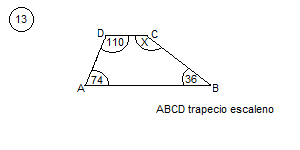 13
D C
110 X
74 36
A B
ABCD trapecio escaleno